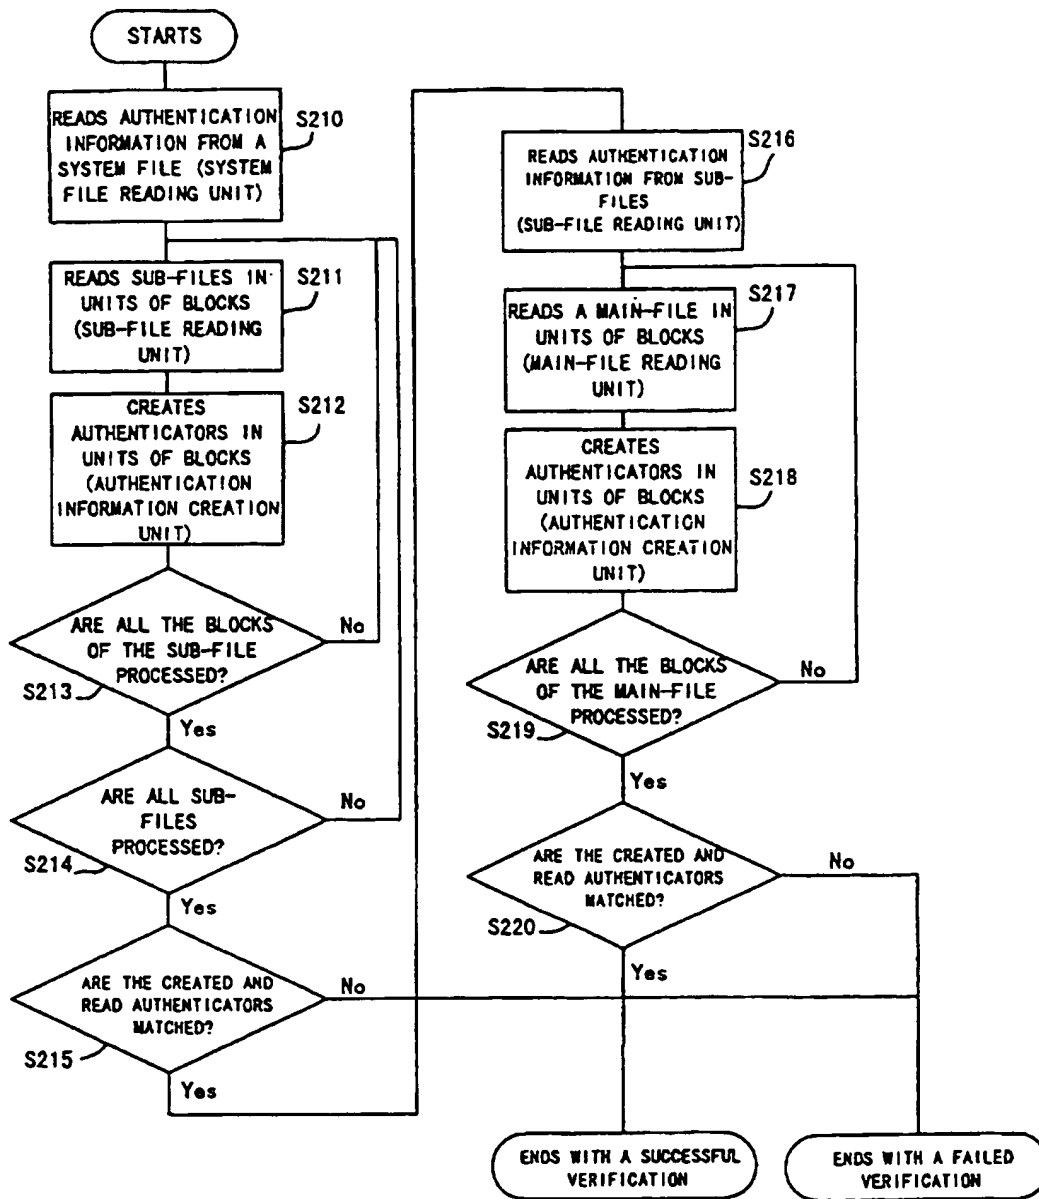 STARTS
READS AUTHENTICATION
INFORMATION FROM A
SYSTEM FILE (SYSTEM
FILE READING UNIT)
S210
READS SUB-FILES IN
UNITS OF BLOCKS
(SUB-FILE READING
UNIT)
S211
CREATES
AUTHENTICATORS IN
UNITS OF BLOCKS
(AUTHENTICATION
INFORMATION CREATION
UNIT)
S212
ARE ALL THE BLOCKS
OF THE SUB-FILE
PROCESSED?
No
S213
Yes
ARE ALL SUB-
FILES
PROCESSED?
No
S214
Yes
ARE THE CREATED AND
READ AUTHENTICATORS
MATCHED?
No
S215
Yes
READS AUTHENTICATION
INFORMATION FROM SUB-
FILES
(SUB-FILE READING UNIT)
S216
READS A MAIN-FILE IN
UNITS OF BLOCKS
(MAIN-FILE READING
UNIT)
S217
CREATES
AUTHENTICATORS IN
UNITS OF BLOCKS
(AUTHENTICATION
INFORMATION CREATION
UNIT)
S218
ARE ALL THE BLOCKS
OF THE MAIN-FILE
PROCESSED?
No
S219
Yes
ARE THE CREATED AND
READ AUTHENTICATORS
MATCHED?
No
S220
Yes
ENDS WITH A SUCCESSFUL
VERIFICATION
ENDS WITH A FAILED
VERIFICATION